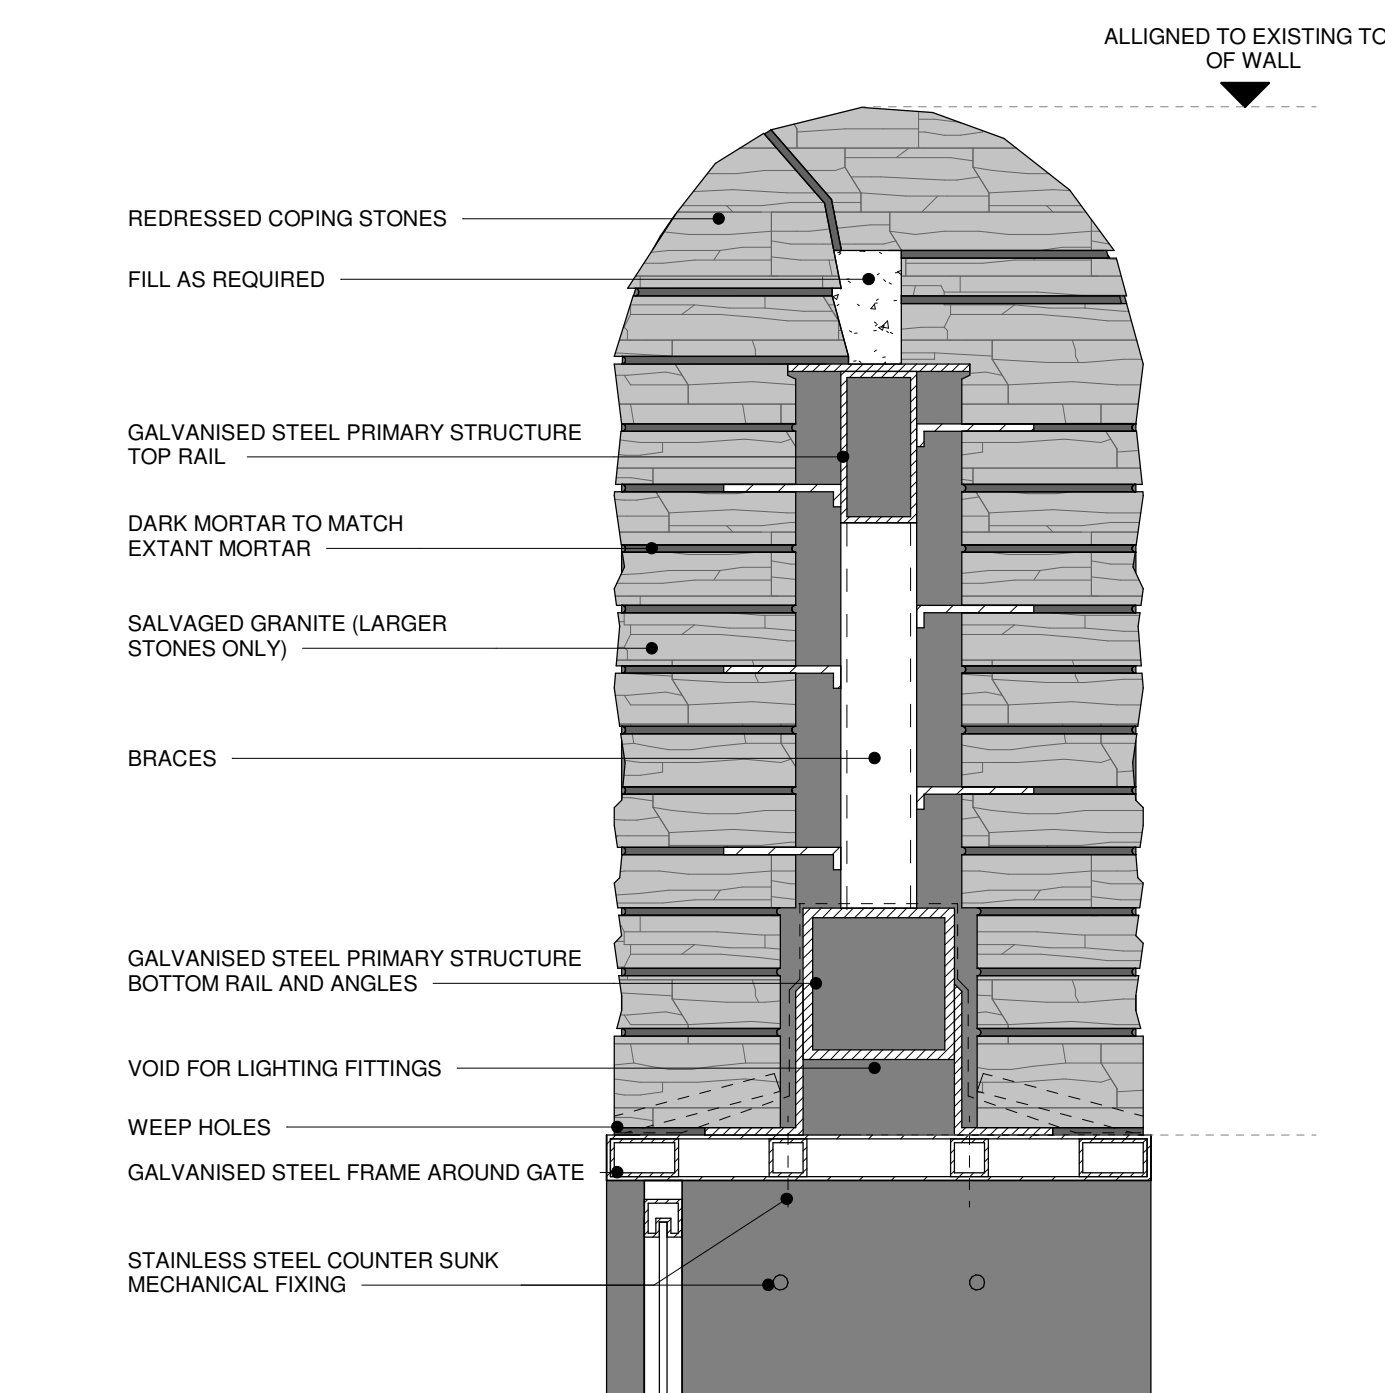 ALLIGNED TO EXISTING TO
OF WALL
REDRESSED COPING STONES
FILL AS REQUIRED
GALVANISED STEEL PRIMARY STRUCTURE
TOP RAIL
DARK MORTAR TO MATCH
EXTANT MORTAR
SALVAGED GRANITE (LARGER
STONES ONLY)
BRACES
GALVANISED STEEL PRIMARY STRUCTURE
BOTTOM RAIL AND ANGLES
VOID FOR LIGHTING FITTINGS
WEEP HOLES
GALVANISED STEEL FRAME AROUND GATE
STAINLESS STEEL COUNTER SUNK
MECHANICAL FIXING